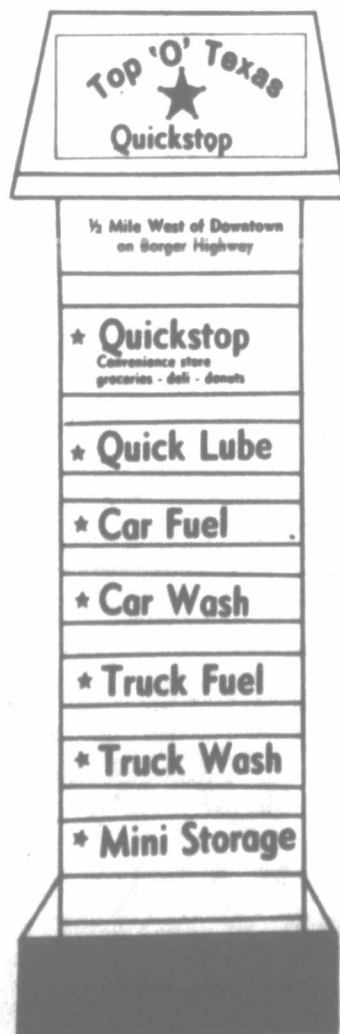 Top 'O' Texas
Quickstop
½ Mile West of Downtown
on Borger Highway
Quickstop
Convenience store
groceries - deli - donuts
Quick Lube
Car Fuel
Car Wash
Truck Fuel
Truck Wash
Mini Storage